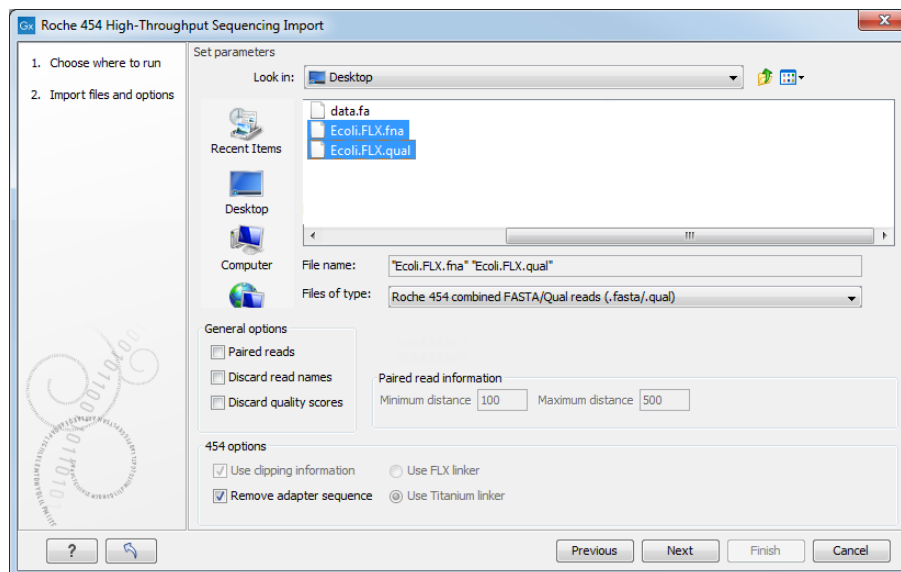 Gx Roche 454 High-Throughput Sequencing Import
1. Choose where to run
2. Import files and options
Set parameters
Look in: Desktop
data.fa
Ecoli.FLX.fna
Ecoli.FLX.qual
Recent Items
Desktop
Computer
File name: "Ecoli.FLX.fna" "Ecoli.FLX.qual"
Files of type: Roche 454 combined FASTA/Qual reads (.fasta/.qual)
General options
Paired reads
Discard read names
Discard quality scores
Paired read information
Minimum distance 100 Maximum distance 500
454 options
Use clipping information Use FLX linker
Remove adapter sequence Use Titanium linker
? Previous Next Finish Cancel